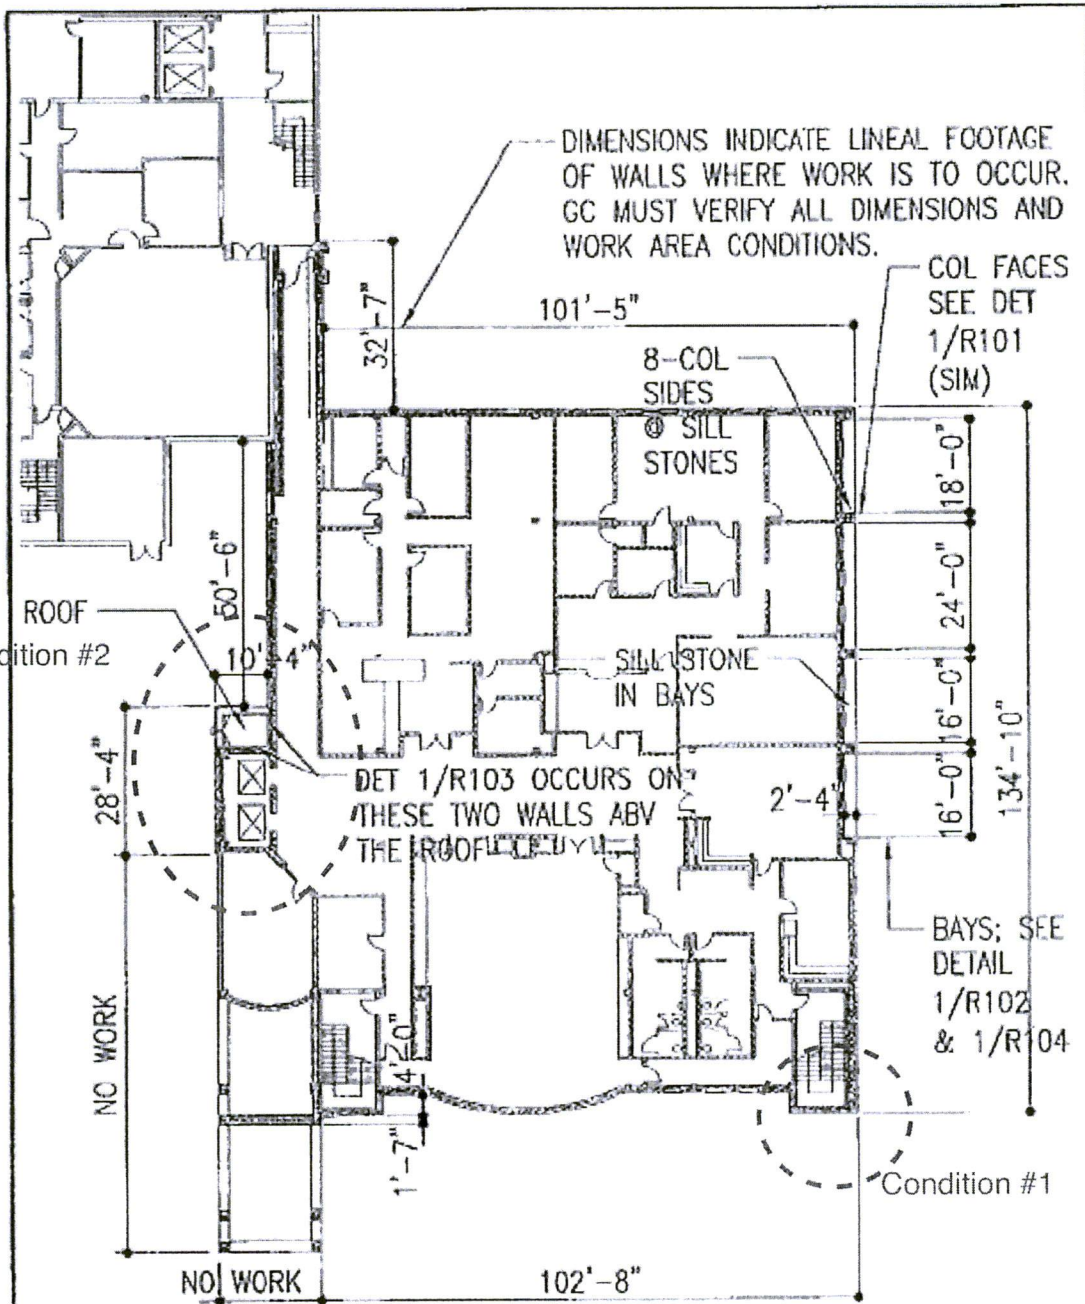 DIMENSIONS INDICATE LINEAL FOOTAGE
OF WALLS WHERE WORK IS TO OCCUR.
GC MUST VERIFY ALL DIMENSIONS AND
WORK AREA CONDITIONS.
COL FACES
SEE DET
1/R101
(SIM)
32'-7"
101'-5"
8-COL
SIDES
@ SILL
STONES
18'-0"
24'-0"
16'-0"
16'-0"
134'-10"
50'-6"
ROOF
dition #2
10'-4"
28'-4"
SILL STONE
IN BAYS
DET 1/R103 OCCURS ON
THESE TWO WALLS ABV
THE ROOF
2'-4"
BAYS; SEE
DETAIL
1/R102
& 1/R104
NO WORK
1'-7"
Condition #1
NO WORK
102'-8"